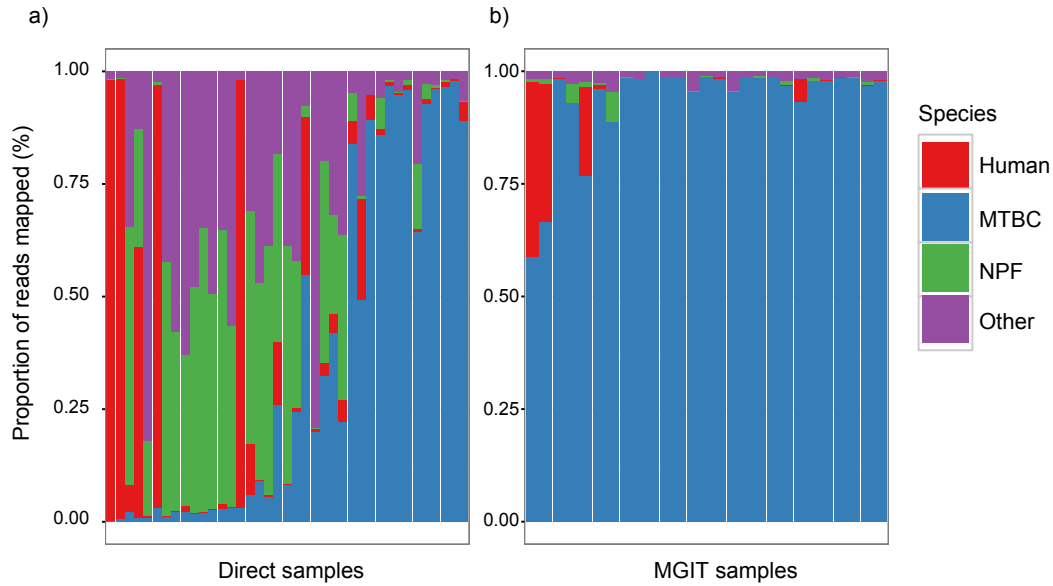 a)
b)
Proportion of reads mapped (%)
1.00
0.75
0.50
0.25
0.00
Direct samples
1.00
0.75
0.50
0.25
0.00
MGIT samples
Species
Human
MTBC
NPF
Other